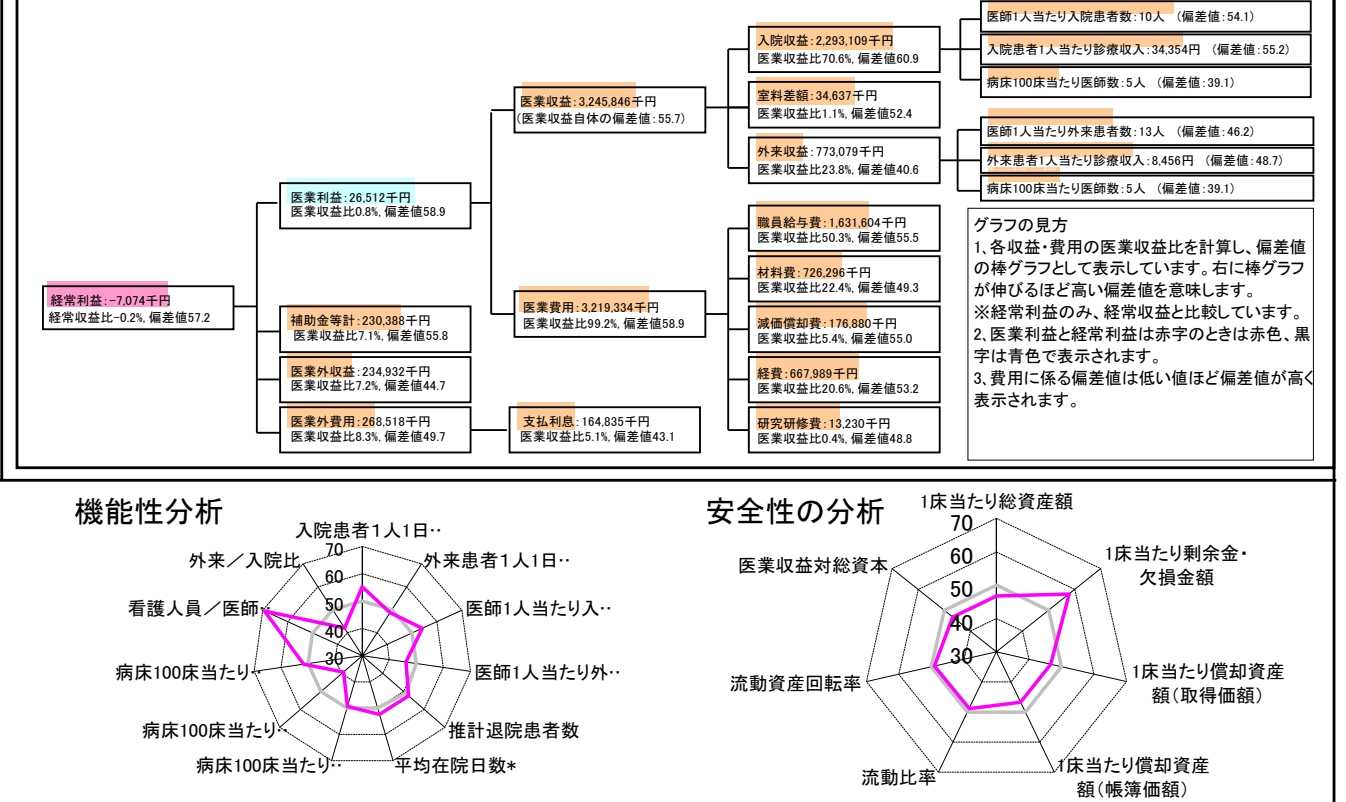 医師1人当たり入院患者数:10人 (偏差値:54.1)
入院収益:2,293,109千円
医業収益比70.6%, 偏差値60.9
入院患者1人当たり診療収入:34,354円 (偏差値:55.2)
病床100床当たり医師数:5人 (偏差値:39.1)
医業収益:3,245,846千円
(医業収益自体の偏差値:55.7)
室料差額:34,637千円
医業収益比1.1%, 偏差値52.4
医師1人当たり外来患者数:13人 (偏差値:46.2)
外来収益:773,079千円
医業収益比23.8%, 偏差値40.6
外来患者1人当たり診療収入:8,456円 (偏差値:48.7)
病床100床当たり医師数:5人 (偏差値:39.1)
医業利益:26,512千円
医業収益比0.8%, 偏差値58.9
職員給与費:1,631,604千円
医業収益比50.3%, 偏差値55.5
材料費:726,296千円
医業収益比22.4%, 偏差値49.3
経常利益:-7,074千円
経常収益比-0.2%, 偏差値57.2
医業費用:3,219,334千円
医業収益比99.2%, 偏差値58.9
補助金等計:230,388千円
医業収益比7.1%, 偏差値55.8
減価償却費:176,880千円
医業収益比5.4%, 偏差値55.0
医業外収益:234,932千円
医業収益比7.2%, 偏差値44.7
経費:667,989千円
医業収益比20.6%, 偏差値53.2
医業外費用:268,518千円
医業収益比8.3%, 偏差値49.7
支払利息:164,835千円
医業収益比5.1%, 偏差値43.1
研究研修費:13,230千円
医業収益比0.4%, 偏差値48.8
グラフの見方
1、各収益・費用の医業収益比を計算し、偏差値
の棒グラフとして表示しています。右に棒グラフ
が伸びるほど高い偏差値を意味します。
※経常利益のみ、経常収益と比較しています。
2、医業利益と経常利益は赤字のときは赤色、黒
字は青色で表示されます。
3、費用に係る偏差値は低い値ほど偏差値が高く
表示されます。
機能性分析
入院患者1人1日‥
外来患者1人1日‥
医師1人当たり入‥
医師1人当たり外‥
推計退院患者数
平均在院日数*
病床100床当たり‥
病床100床当たり‥
病床100床当たり‥
看護人員/医師‥
外来/入院比
70
60
50
40
30
安全性の分析
1床当たり総資産額
1床当たり剰余金・
欠損金額
1床当たり償却資産
額(取得価額)
1床当たり償却資産
額(帳簿価額)
流動比率
流動資産回転率
医業収益対総資本
70
60
50
40
30